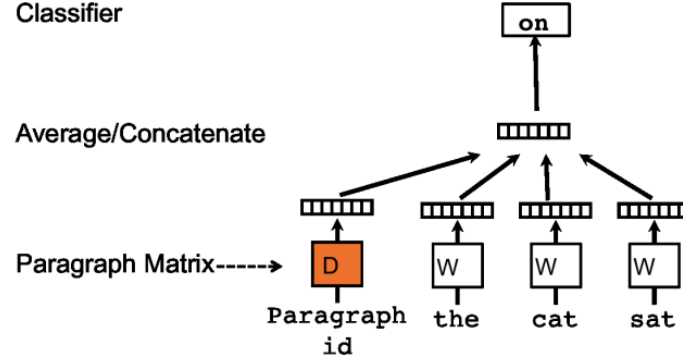 Classifier
on
Average/Concatenate
Paragraph Matrix
D
W
W
W
Paragraph
id
the
cat
sat